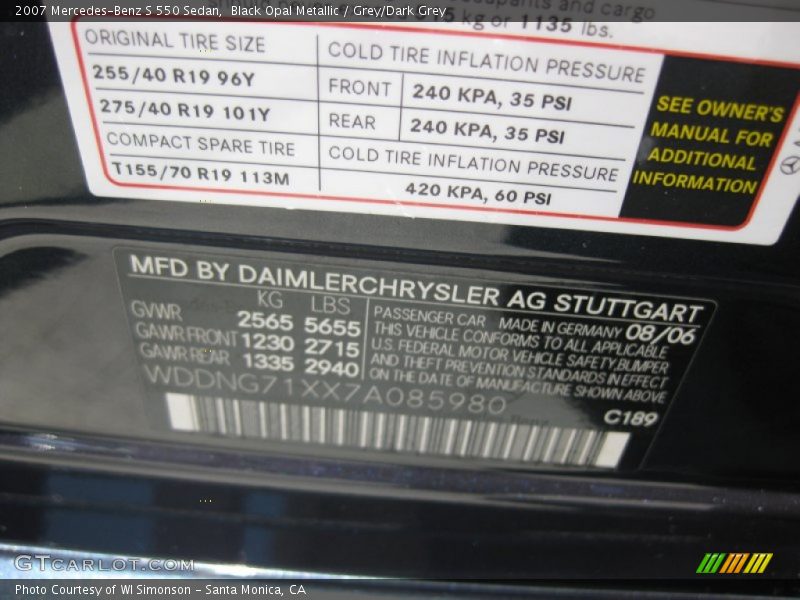 2007 Mercedes-Benz S 550 Sedan, Black Opal Metallic / Grey/Dark Grey
and cargo
kg or 1135 lbs.
ORIGINAL TIRE SIZE
COLD TIRE INFLATION PRESSURE
255/40 R19 96Y
FRONT
240 KPA, 35 PSI
275/40 R19 101Y
REAR
240 KPA, 35 PSI
COMPACT SPARE TIRE
COLD TIRE INFLATION PRESSURE
T155/70 R19 113M
420 KPA, 60 PSI
SEE OWNER'S
MANUAL FOR
ADDITIONAL
INFORMATION
MFD BY DAIMLERCHRYSLER AG STUTTGART
KG LBS
GVWR 2565 5655
GAWR FRONT 1230 2715
GAWR REAR 1335 2940
PASSENGER CAR MADE IN GERMANY 08/06
THIS VEHICLE CONFORMS TO ALL APPLICABLE
U.S. FEDERAL MOTOR VEHICLE SAFETY, BUMPER
AND THEFT PREVENTION STANDARDS IN EFFECT
ON THE DATE OF MANUFACTURE SHOWN ABOVE
WDDNG71XX7A085980
C189
GTCARLOT.COM
Photo Courtesy of WI Simonson - Santa Monica, CA